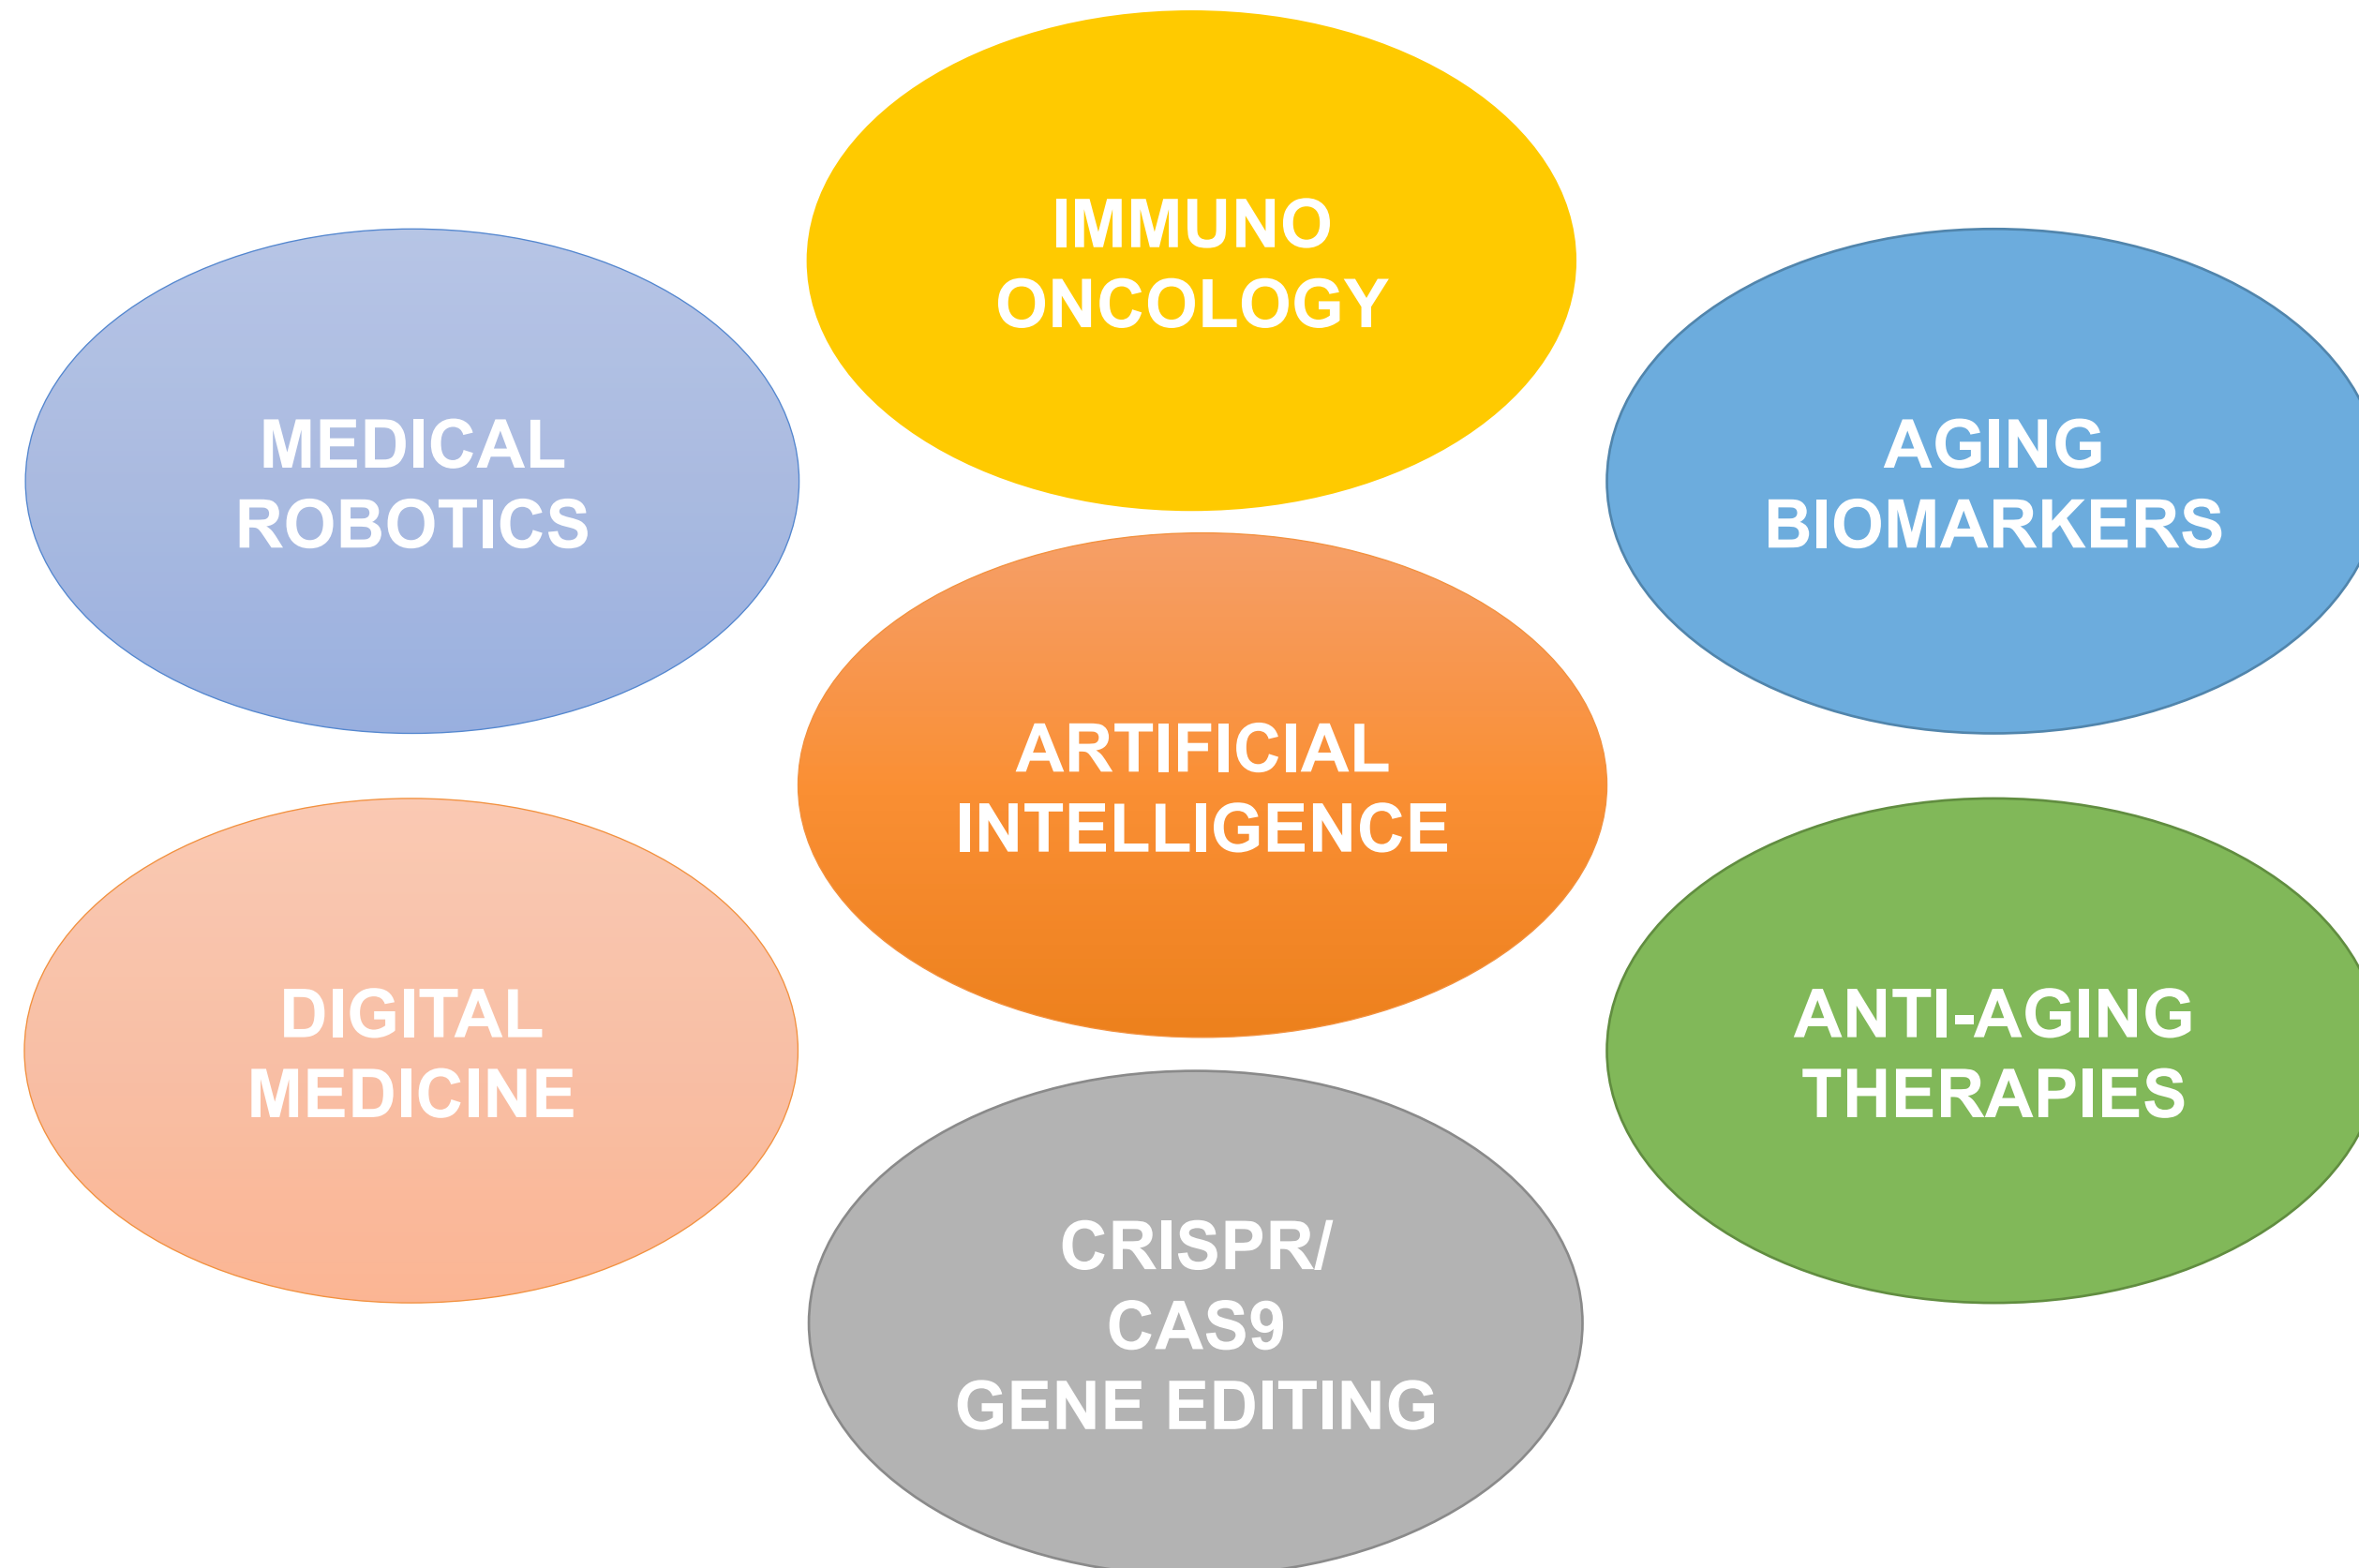 IMMUNO
ONCOLOGY
MEDICAL
ROBOTICS
AGING
BIOMARKERS
ARTIFICIAL
INTELLIGENCE
DIGITAL
MEDICINE
ANTI-AGING
THERAPIES
CRISPR/
CAS9
GENE EDITING